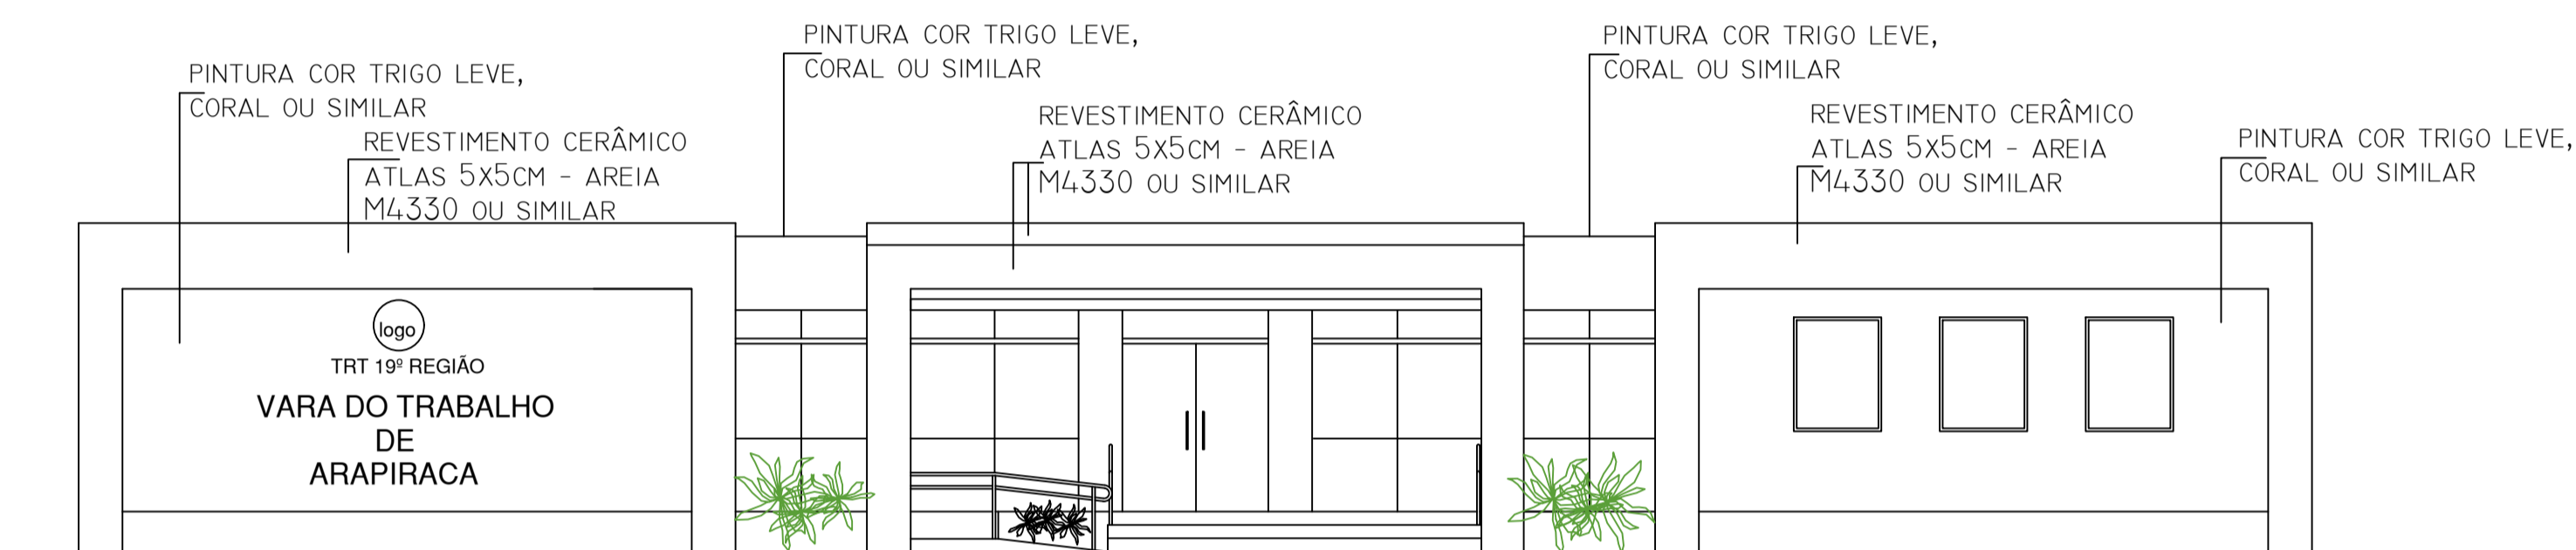 PINTURA COR TRIGO LEVE,
CORAL OU SIMILAR
REVESTIMENTO CERÂMICO
ATLAS 5X5CM - AREIA
M4330 OU SIMILAR
PINTURA COR TRIGO LEVE,
CORAL OU SIMILAR
REVESTIMENTO CERÂMICO
ATLAS 5X5CM - AREIA
M4330 OU SIMILAR
PINTURA COR TRIGO LEVE,
CORAL OU SIMILAR
REVESTIMENTO CERÂMICO
ATLAS 5X5CM - AREIA
M4330 OU SIMILAR
PINTURA COR TRIGO LEVE,
CORAL OU SIMILAR
logo
TRT 19º REGIÃO
VARA DO TRABALHO
DE
ARAPIRACA